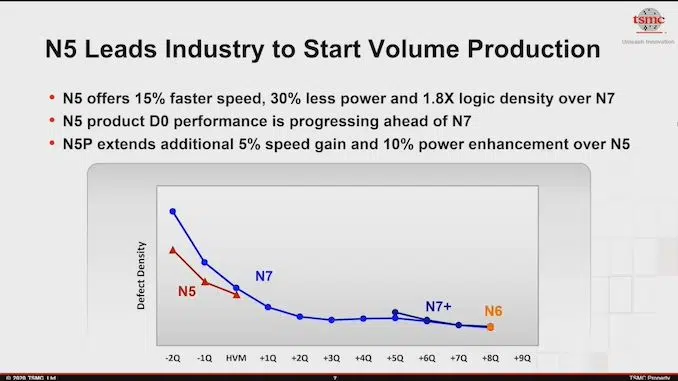 tsmc
Unleash Innovation
N5 Leads Industry to Start Volume Production
• N5 offers 15% faster speed, 30% less power and 1.8X logic density over N7
• N5 product D0 performance is progressing ahead of N7
• N5P extends additional 5% speed gain and 10% power enhancement over N5
Defect Density
N7
N5
N7+
N6
-2Q -1Q HVM +1Q +2Q +3Q +4Q +5Q +6Q +7Q +8Q +9Q
© 2020 TSMC, Ltd 7 TSMC Property